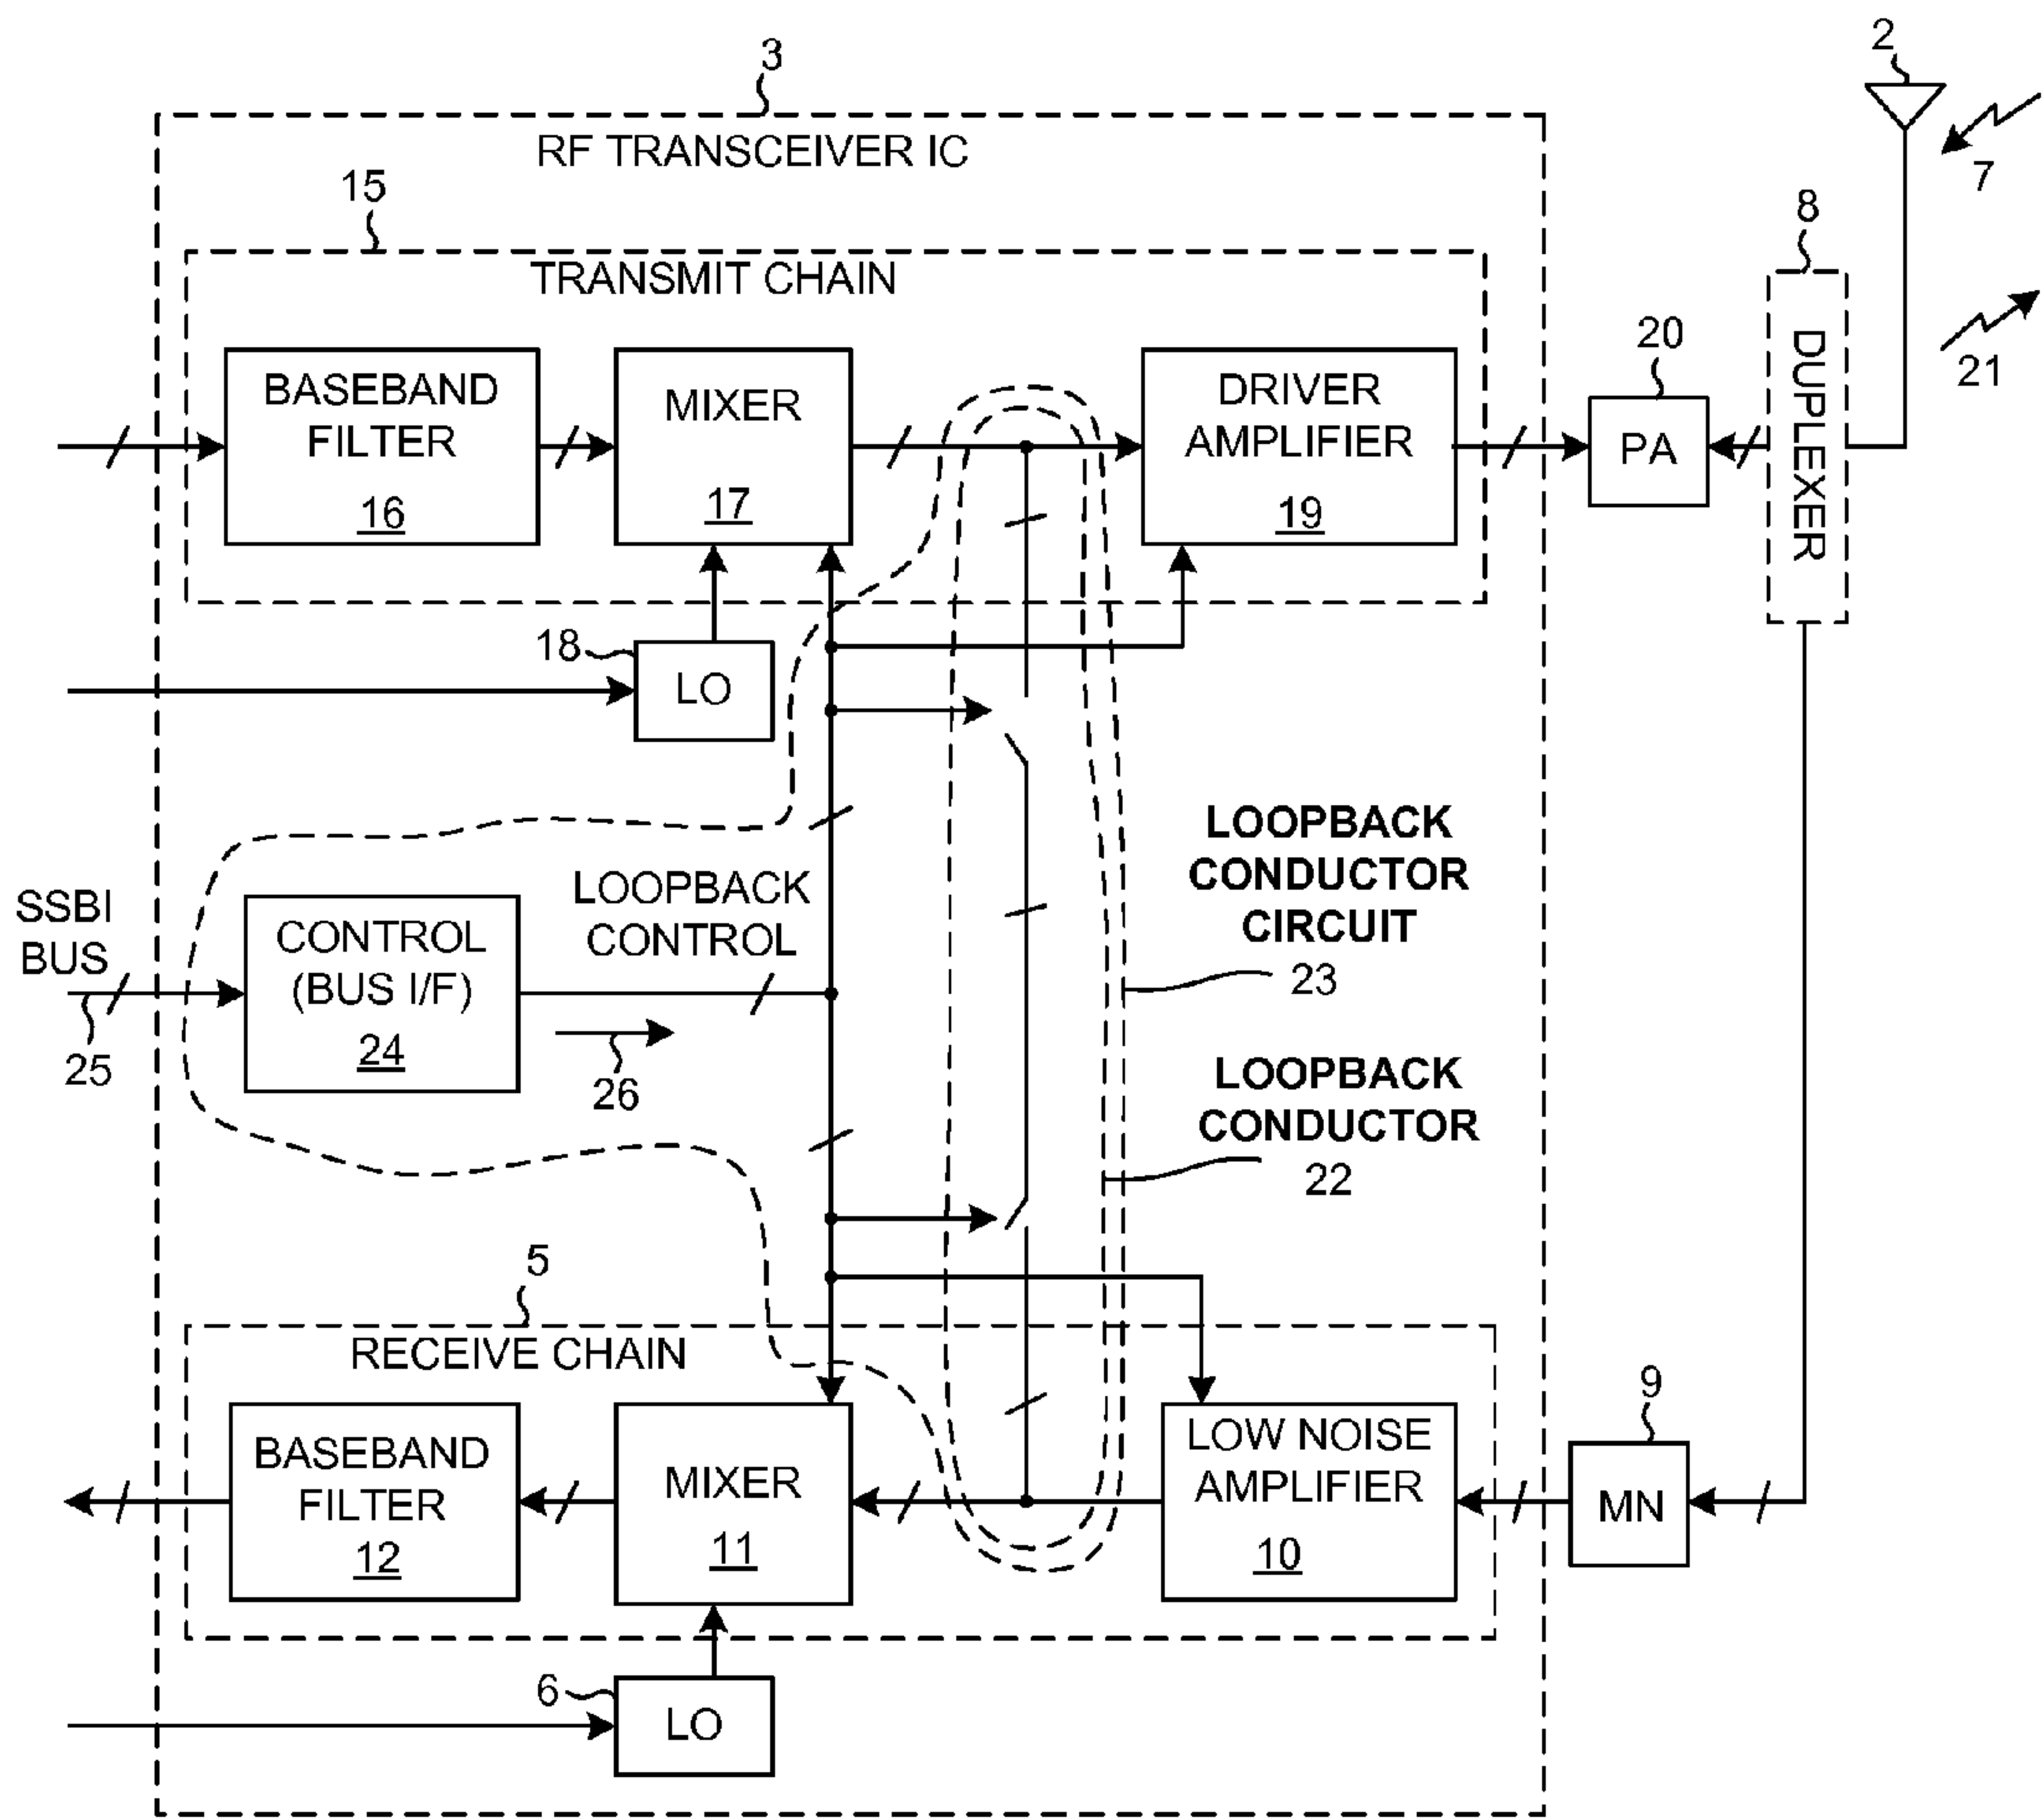 3
2
RF TRANSCEIVER IC
7
15
8
TRANSMIT CHAIN
20
21
BASEBAND
FILTER
16
MIXER
17
DRIVER
AMPLIFIER
19
PA
DUPLEXER
18
LO
LOOPBACK
CONDUCTOR
CIRCUIT
23
SSBI
BUS
25
CONTROL
(BUS I/F)
24
LOOPBACK
CONTROL
26
LOOPBACK
CONDUCTOR
22
5
RECEIVE CHAIN
9
BASEBAND
FILTER
12
MIXER
11
LOW NOISE
AMPLIFIER
10
MN
6
LO